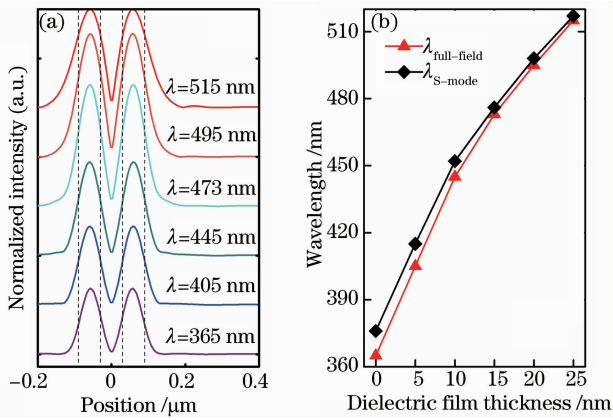 (a)
Normalized intensity (a.u.)
λ=515 nm
λ=495 nm
λ=473 nm
λ=445 nm
λ=405 nm
λ=365 nm
−0.2 0 0.2 0.4
Position /μm
(b)
λfull−field
λS−mode
Wavelength /nm
510
480
450
420
390
360
0 5 10 15 20 25
Dielectric film thickness /nm